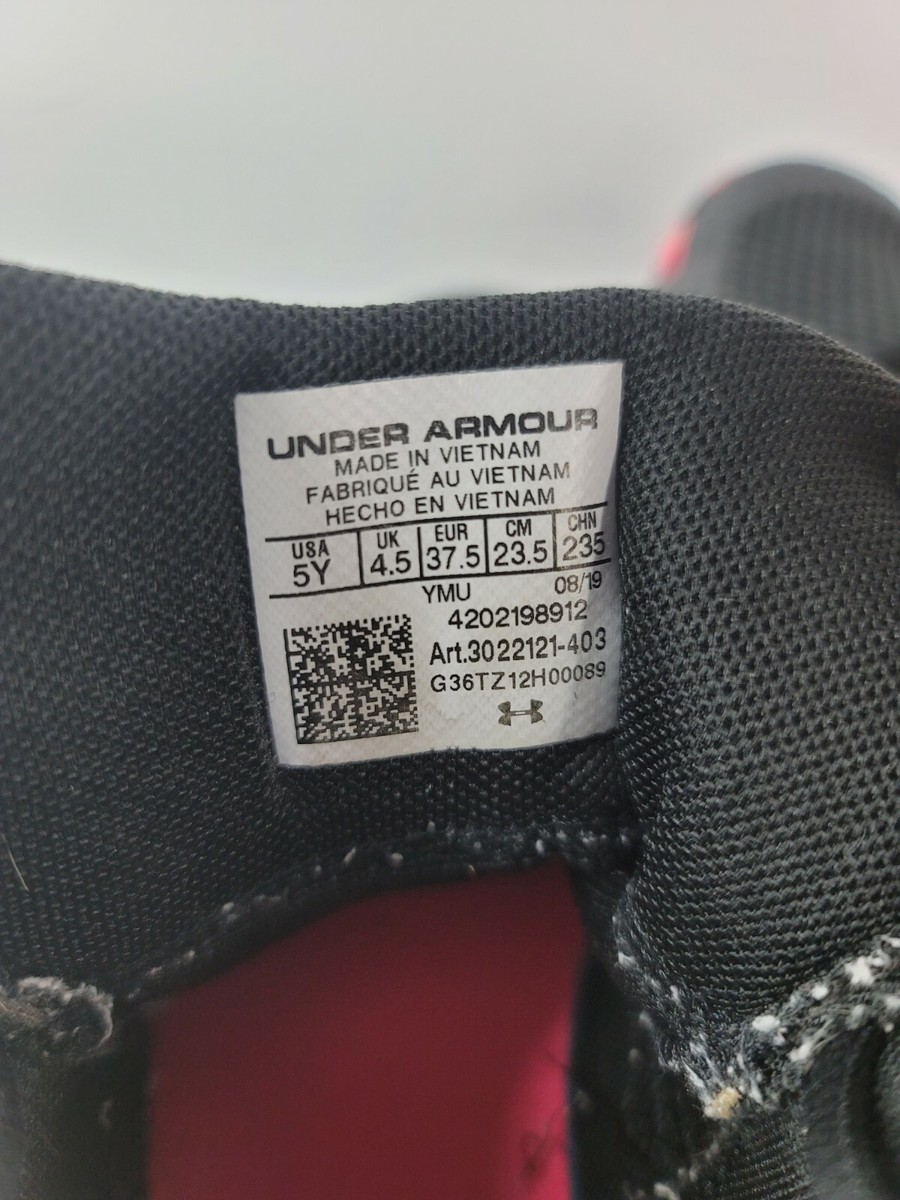 UNDER ARMOUR
MADE IN VIETNAM
FABRIQUÉ AU VIETNAM
HECHO EN VIETNAM
USA UK EUR CM CHN
5Y 4.5 37.5 23.5 235
YMU 08/19
4202198912
Art.3022121-403
G36TZ12H00089